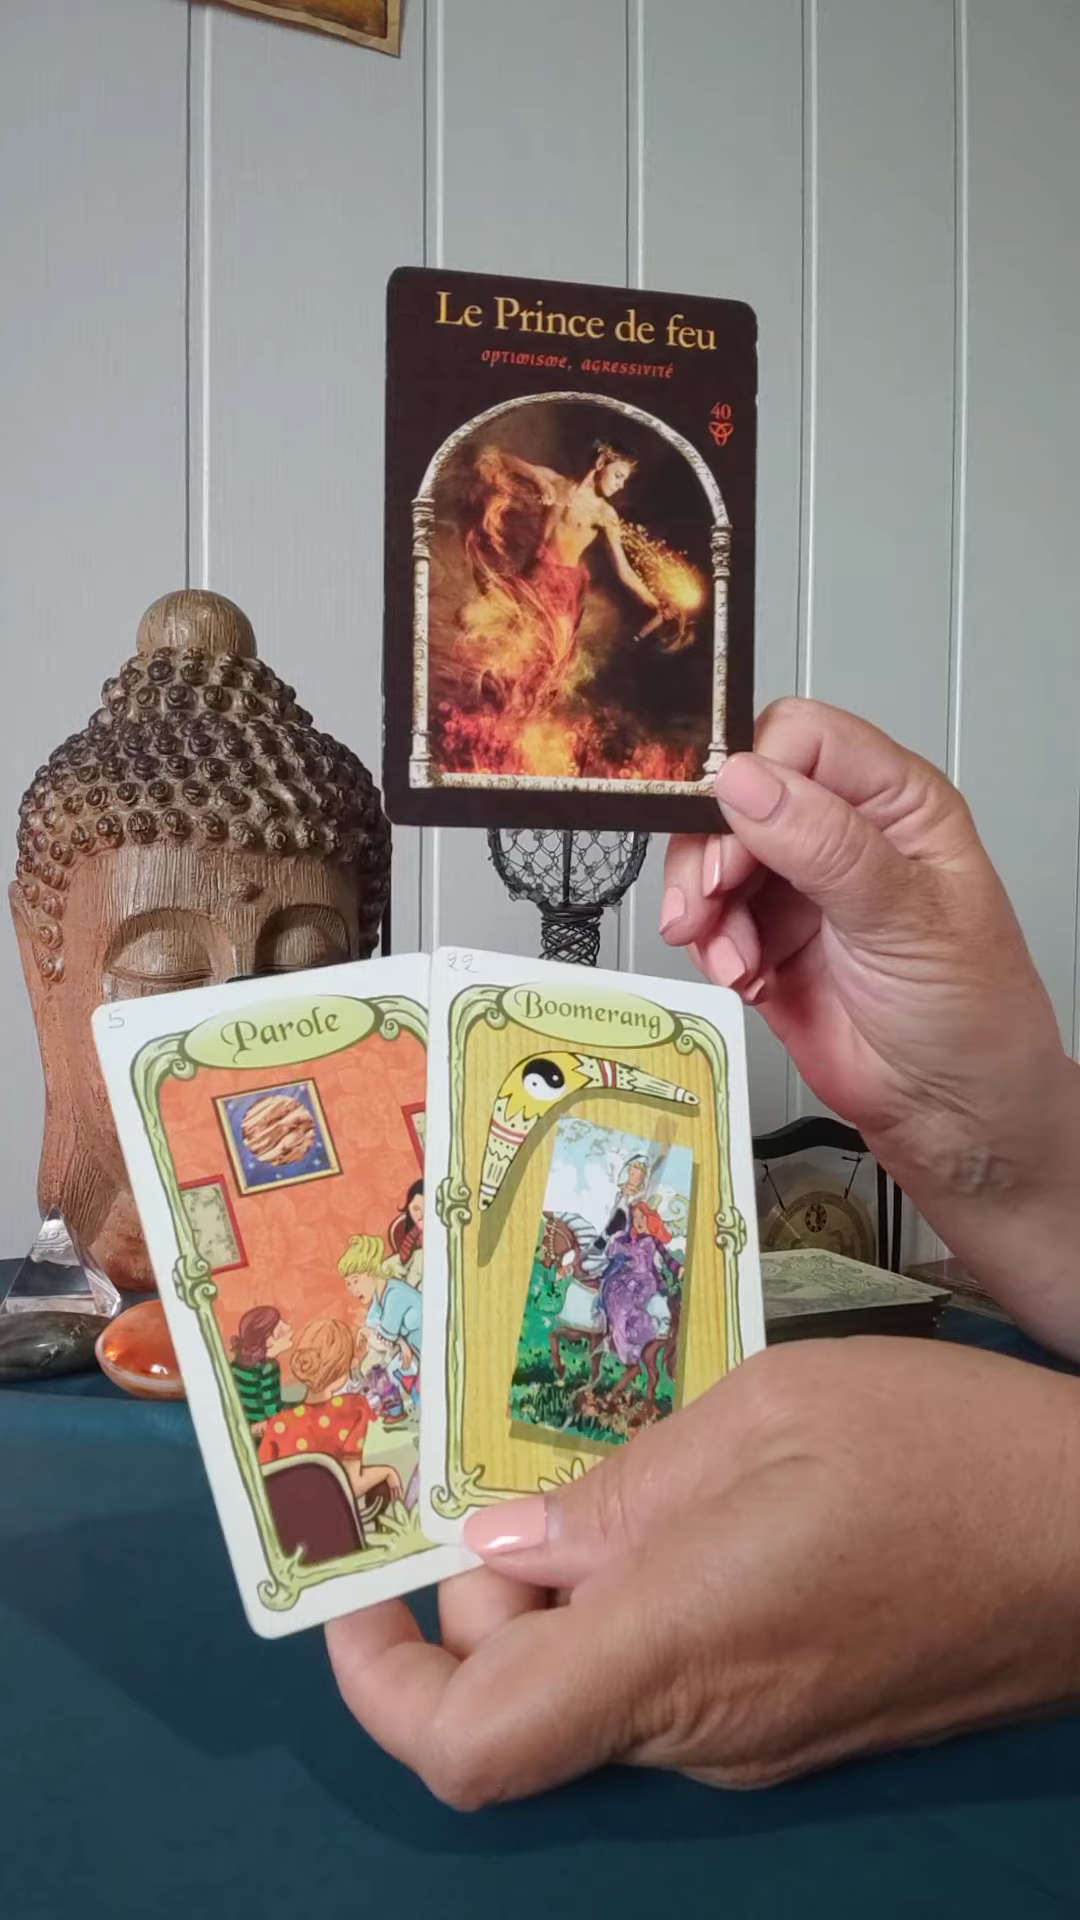 Le Prince de feu
optimisme, agressivité
40
5
Parole
22
Boomerang